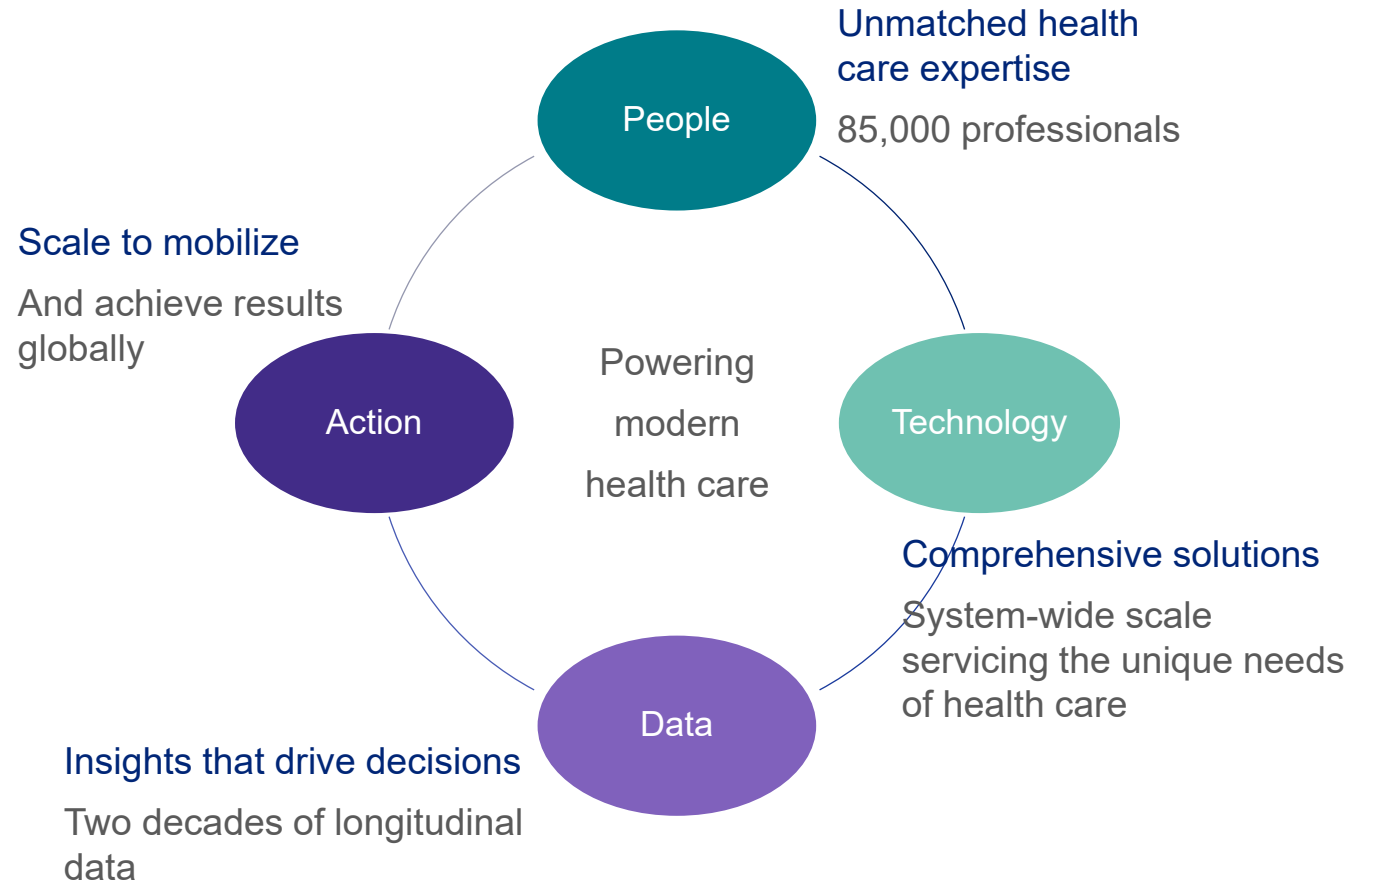 Unmatched health
care expertise
85,000 professionals
People
Scale to mobilize
And achieve results
globally
Action
Powering
modern
health care
Technology
Comprehensive solutions
System-wide scale
servicing the unique needs
of health care
Data
Insights that drive decisions
Two decades of longitudinal
data